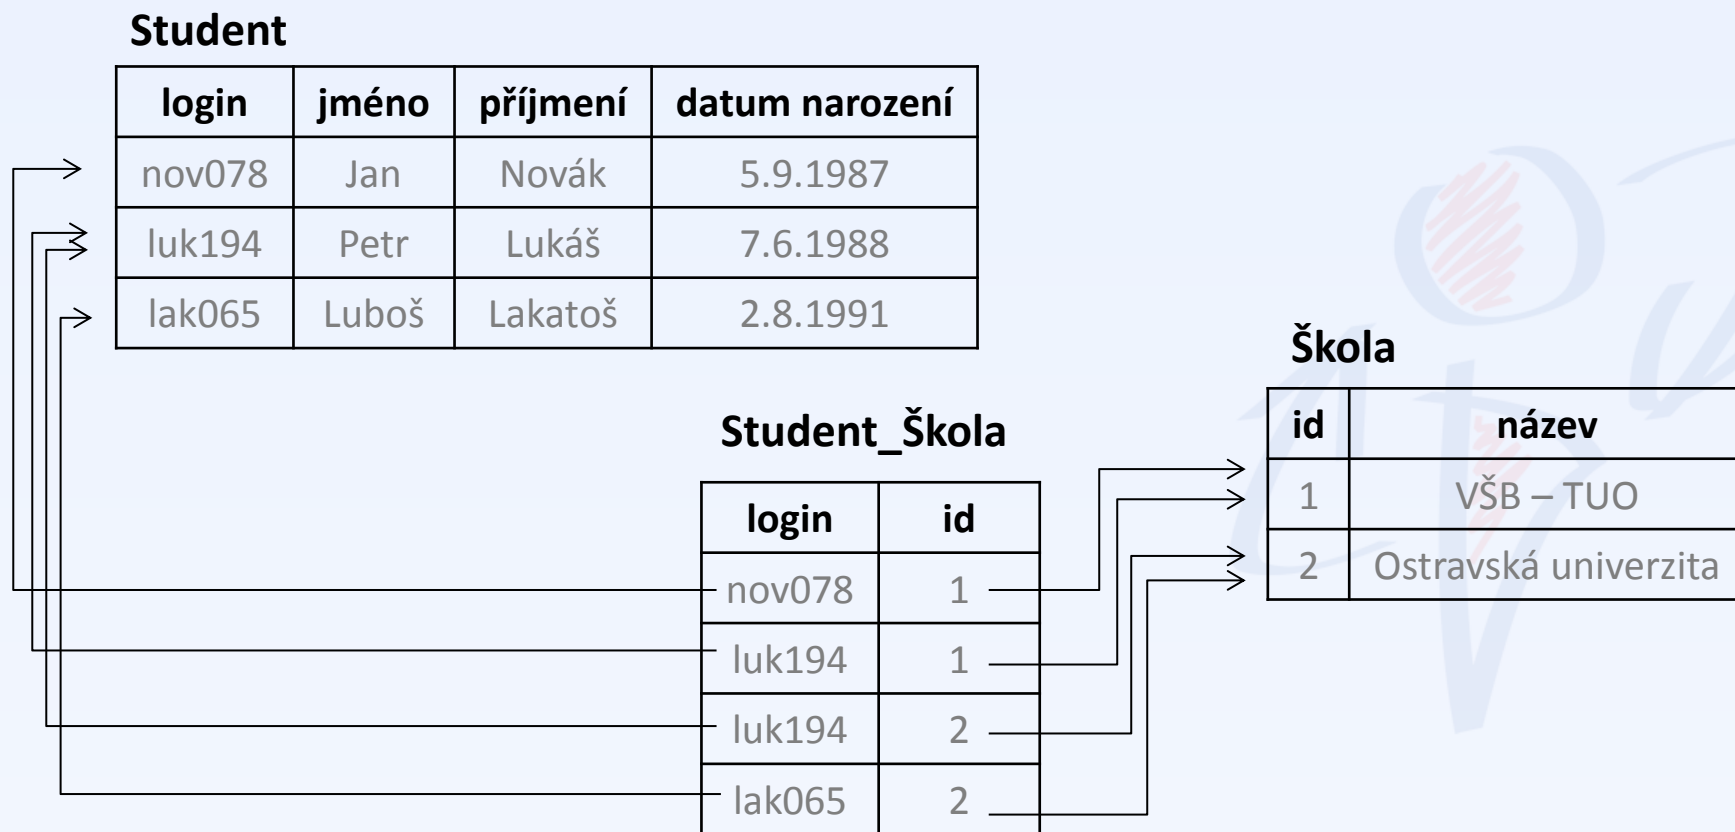 Student
login jméno příjmení datum narození
nov078 Jan Novák 5.9.1987
luk194 Petr Lukáš 7.6.1988
lak065 Luboš Lakatoš 2.8.1991
Škola
id název
1 VŠB – TUO
2 Ostravská univerzita
Student_Škola
login id
nov078 1
luk194 1
luk194 2
lak065 2